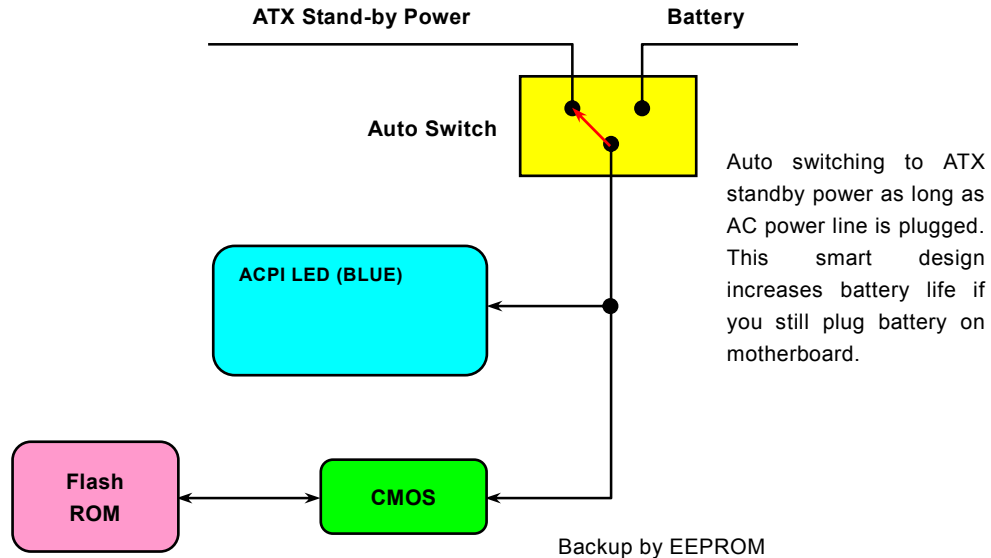 ATX Stand-by Power
Battery
Auto Switch
Auto switching to ATX
standby power as long as
AC power line is plugged.
This smart design
increases battery life if
you still plug battery on
motherboard.
ACPI LED (BLUE)
Flash
ROM
CMOS
Backup by EEPROM